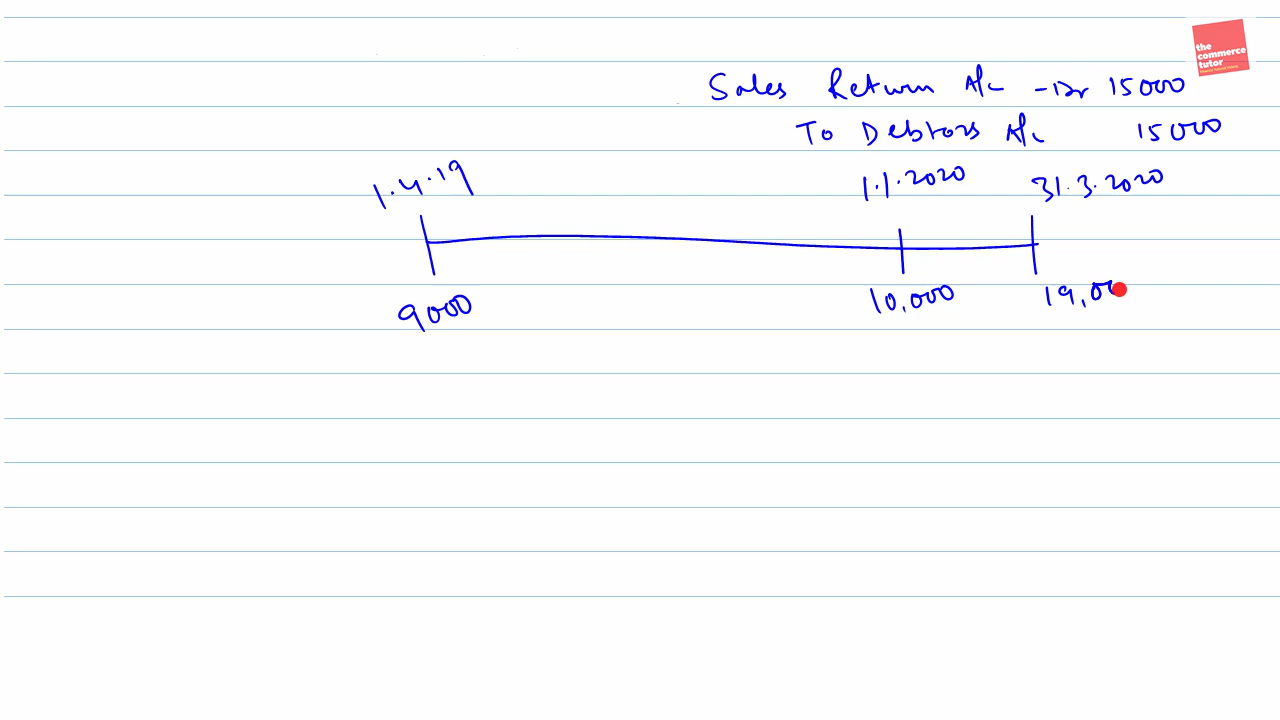 the
commerce
tutor
Sales Return A/c -Dr 15000
To Debtors A/c 15000
1.4.19 1.1.2020 31.3.2020
9000 10,000 19,00